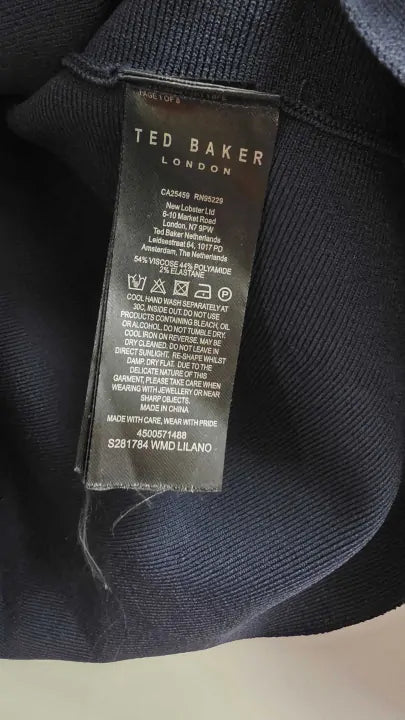 PAGE 1 OF 8
TED BAKER
LONDON
CA25459 RN95229
New Lobster Ltd
6-10 Market Road
London, N7 9PW
Ted Baker Netherlands
Leidsestraat 64, 1017 PD
Amsterdam, The Netherlands
54% VISCOSE 44% POLYAMIDE
2% ELASTANE
P
COOL HAND WASH SEPARATELY AT
30C, INSIDE OUT. DO NOT USE
PRODUCTS CONTAINING BLEACH, OIL
OR ALCOHOL. DO NOT TUMBLE DRY.
COOL IRON ON REVERSE. MAY BE
DRY CLEANED. DO NOT LEAVE IN
DIRECT SUNLIGHT. RE-SHAPE WHILST
DAMP. DRY FLAT. DUE TO THE
DELICATE NATURE OF THIS
GARMENT, PLEASE TAKE CARE WHEN
WEARING WITH JEWELLERY OR NEAR
SHARP OBJECTS.
MADE IN CHINA
MADE WITH CARE, WEAR WITH PRIDE
4500571488
S281784 WMD LILANO